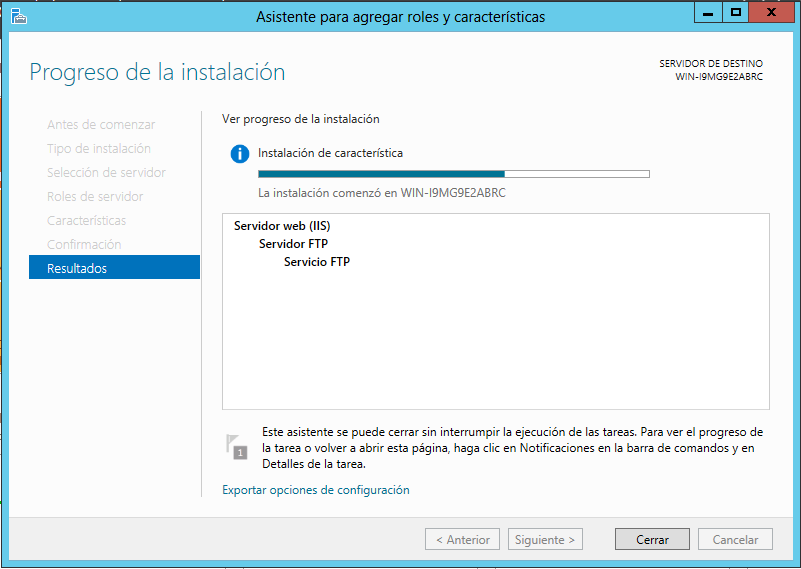 Asistente para agregar roles y características
Progreso de la instalación
SERVIDOR DE DESTINO
WIN-I9MG9E2ABRC
Antes de comenzar
Tipo de instalación
Selección de servidor
Roles de servidor
Características
Confirmación
Resultados
Ver progreso de la instalación
Instalación de característica
La instalación comenzó en WIN-I9MG9E2ABRC
Servidor web (IIS)
Servidor FTP
Servicio FTP
1
Este asistente se puede cerrar sin interrumpir la ejecución de las tareas. Para ver el progreso de
la tarea o volver a abrir esta página, haga clic en Notificaciones en la barra de comandos y en
Detalles de la tarea.
Exportar opciones de configuración
< Anterior
Siguiente >
Cerrar
Cancelar